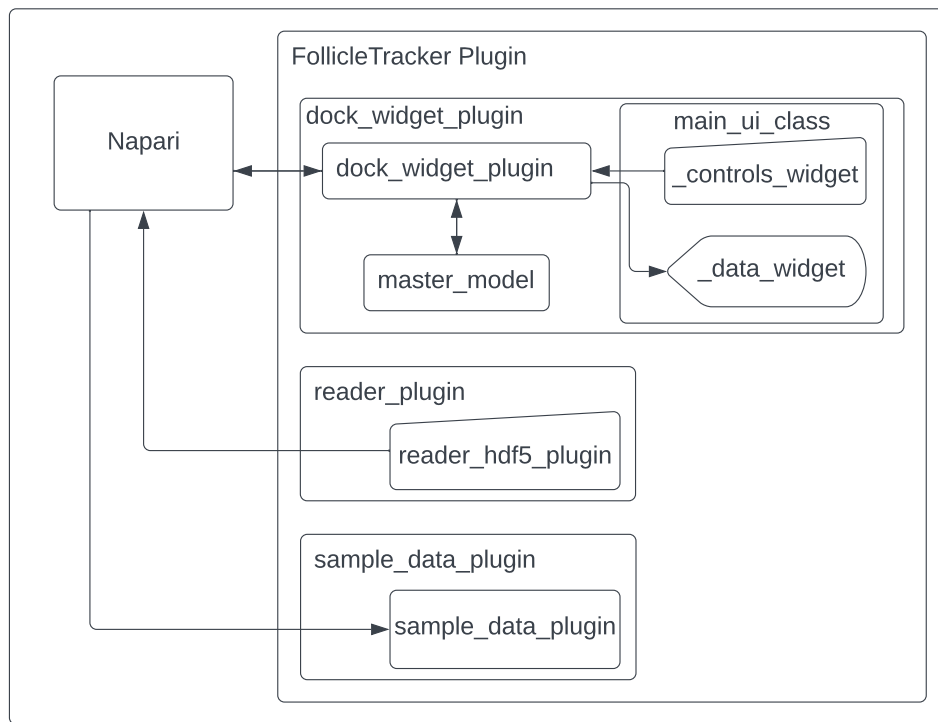 FollicleTracker Plugin
Napari
dock_widget_plugin
main_ui_class
dock_widget_plugin
_controls_widget
master_model
_data_widget
reader_plugin
reader_hdf5_plugin
sample_data_plugin
sample_data_plugin